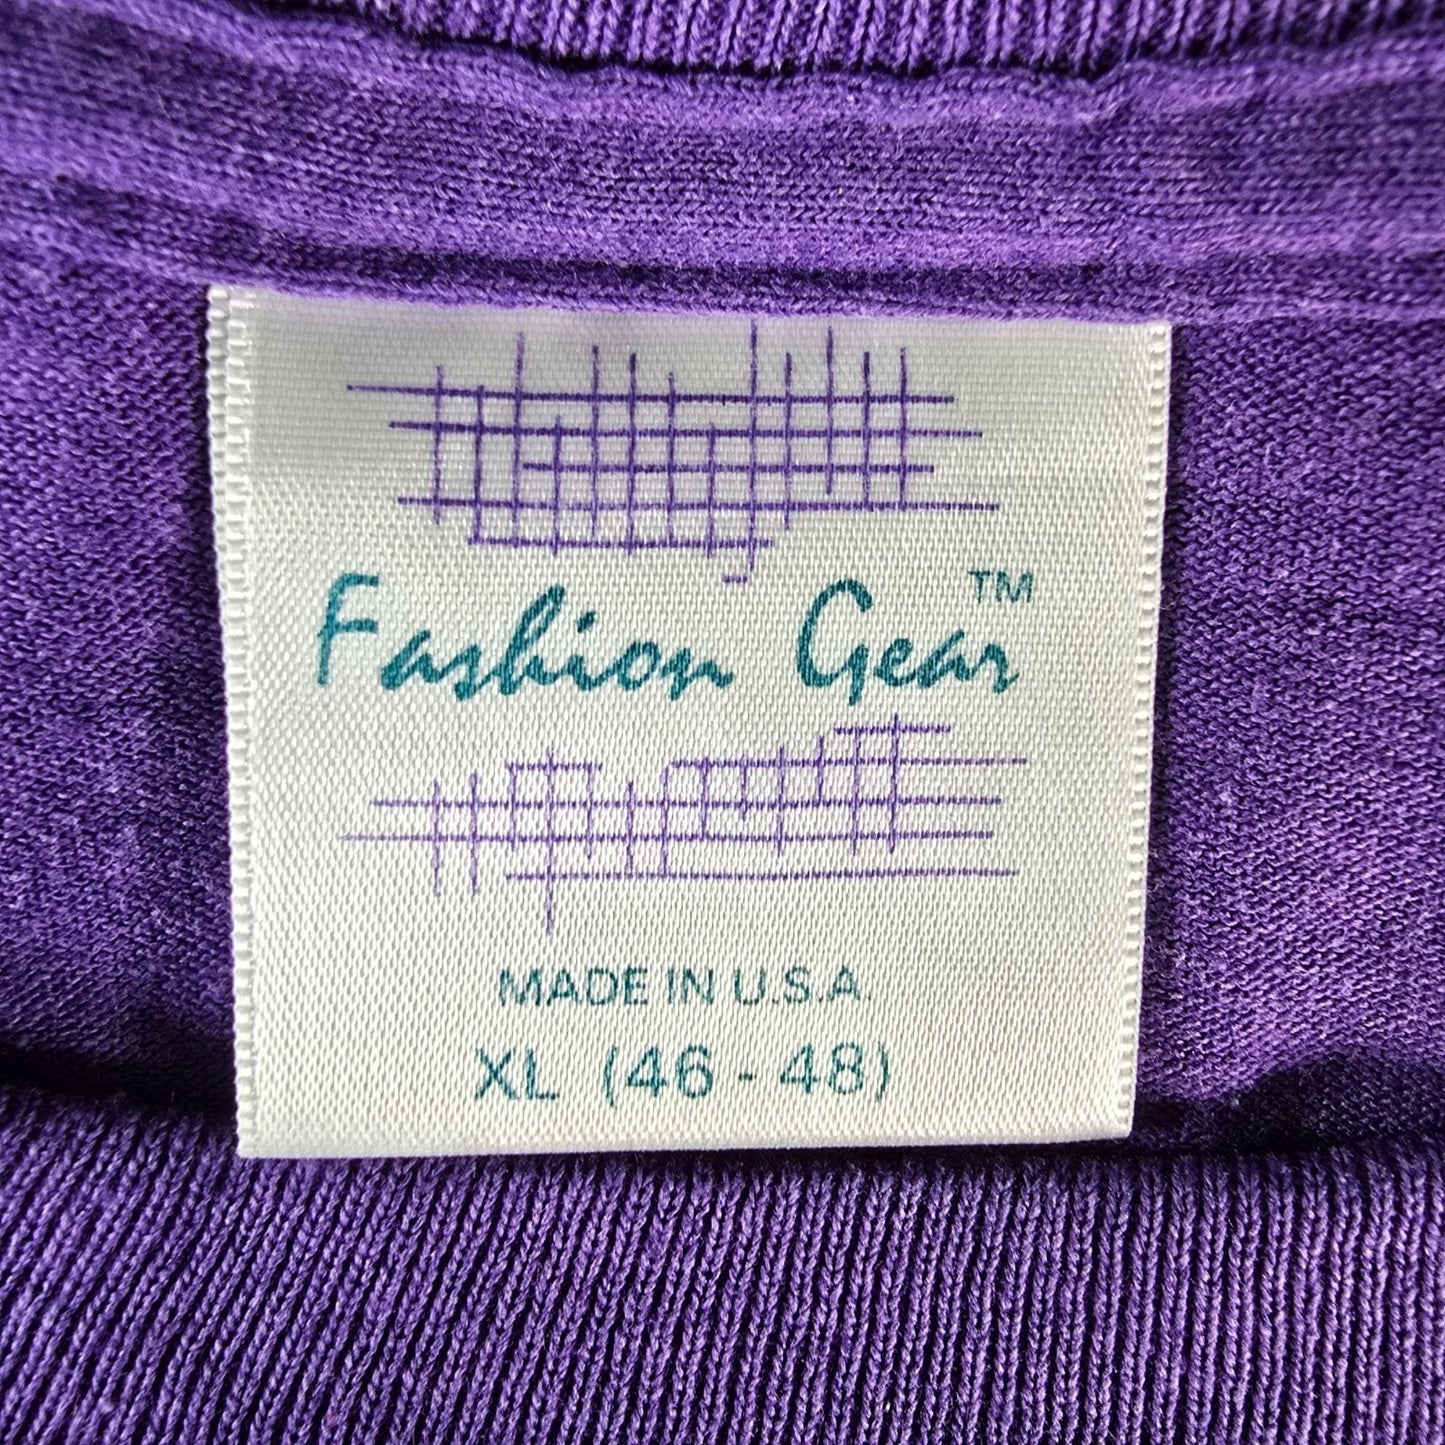 Fashion Gear™
MADE IN U.S.A.
XL (46 - 48)